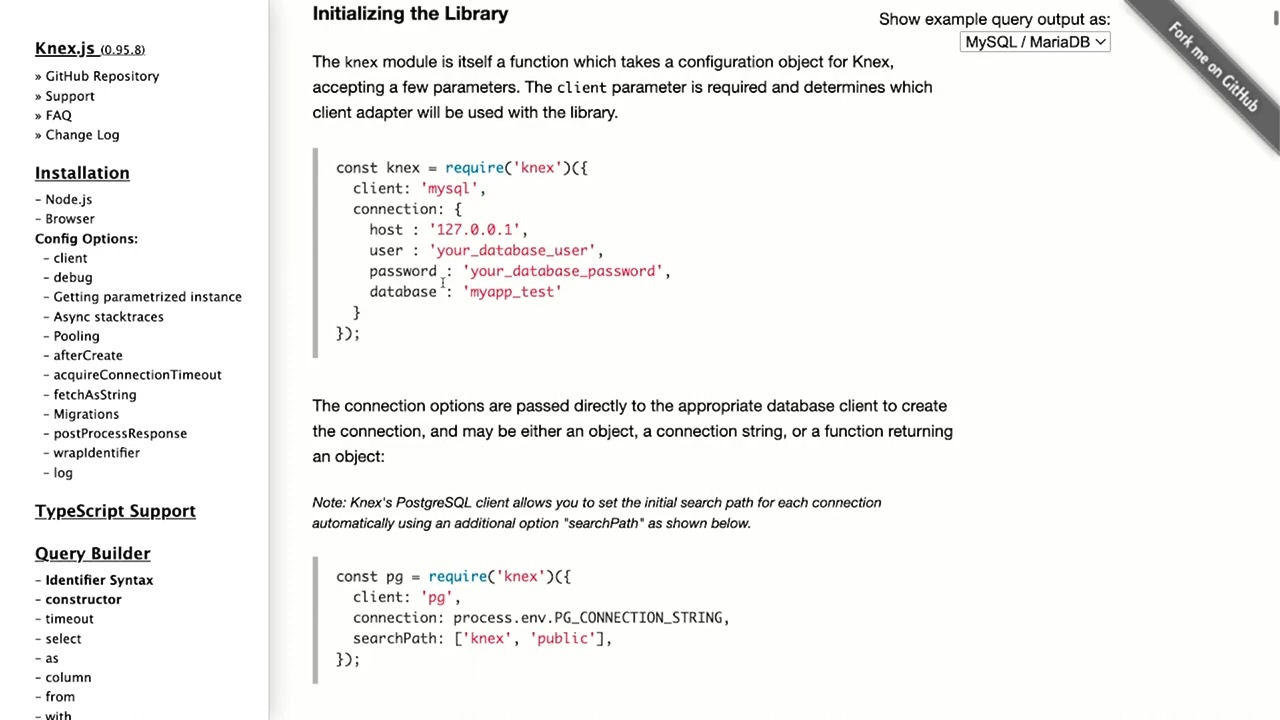 Knex.js (0.95.8)
» GitHub Repository
» Support
» FAQ
» Change Log
Installation
- Node.js
- Browser
Config Options:
- client
- debug
- Getting parametrized instance
- Async stacktraces
- Pooling
- afterCreate
- acquireConnectionTimeout
- fetchAsString
- Migrations
- postProcessResponse
- wrapIdentifier
- log
TypeScript Support
Query Builder
- Identifier Syntax
- constructor
- timeout
- select
- as
- column
- from
- with
Initializing the Library
The knex module is itself a function which takes a configuration object for Knex,
accepting a few parameters. The client parameter is required and determines which
client adapter will be used with the library.
const knex = require('knex')({
  client: 'mysql',
  connection: {
    host : '127.0.0.1',
    user : 'your_database_user',
    password : 'your_database_password',
    database : 'myapp_test'
  }
});
The connection options are passed directly to the appropriate database client to create
the connection, and may be either an object, a connection string, or a function returning
an object:
Note: Knex's PostgreSQL client allows you to set the initial search path for each connection
automatically using an additional option "searchPath" as shown below.
const pg = require('knex')({
  client: 'pg',
  connection: process.env.PG_CONNECTION_STRING,
  searchPath: ['knex', 'public'],
});
Show example query output as:
MySQL / MariaDB
Fork me on GitHub